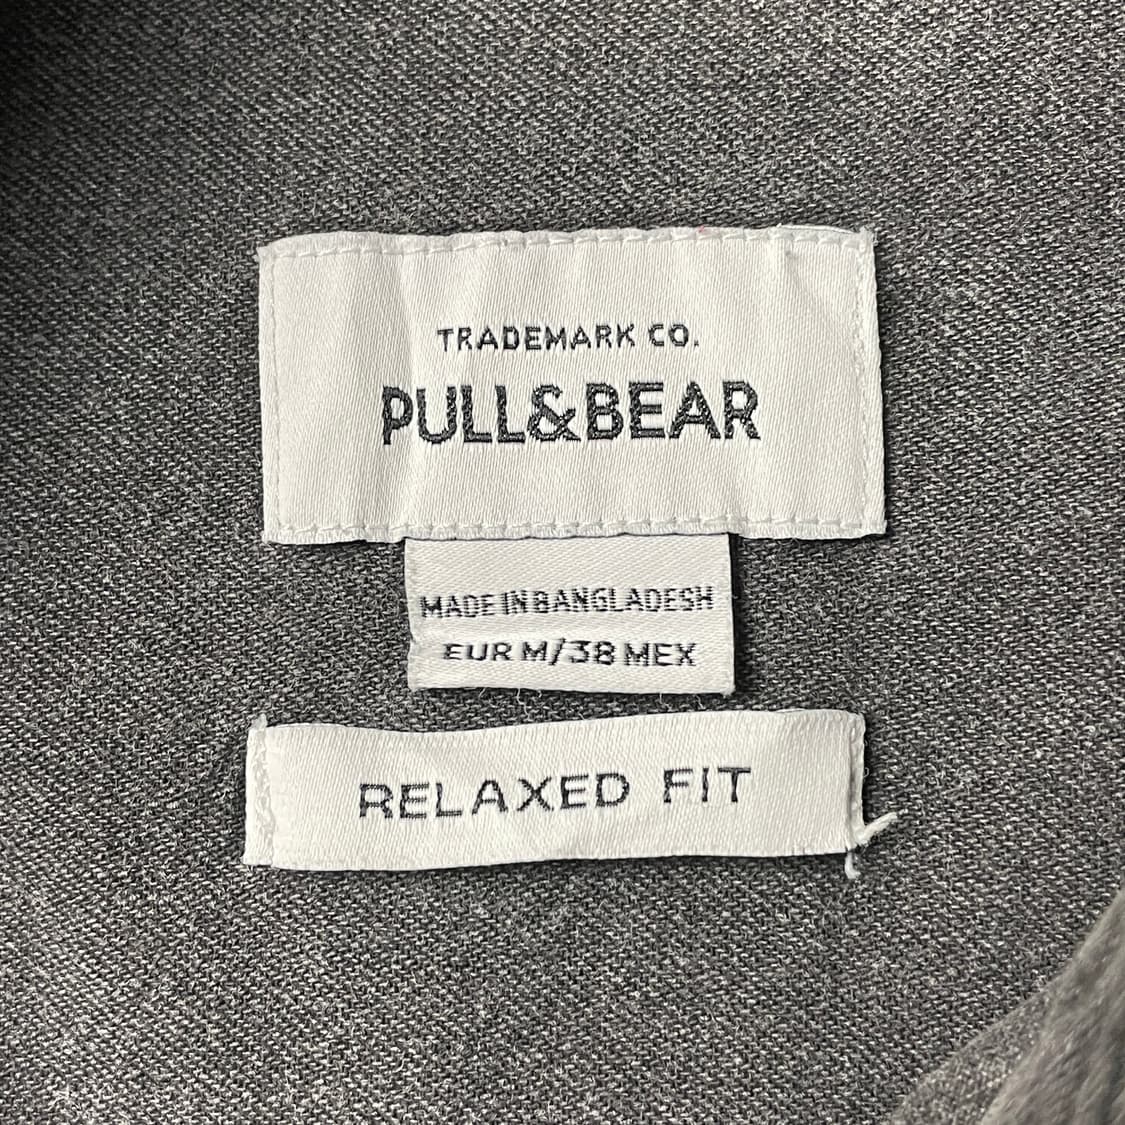 TRADEMARK CO.
PULL&BEAR
MADE IN BANGLADESH
EUR M/38 MEX
RELAXED FIT